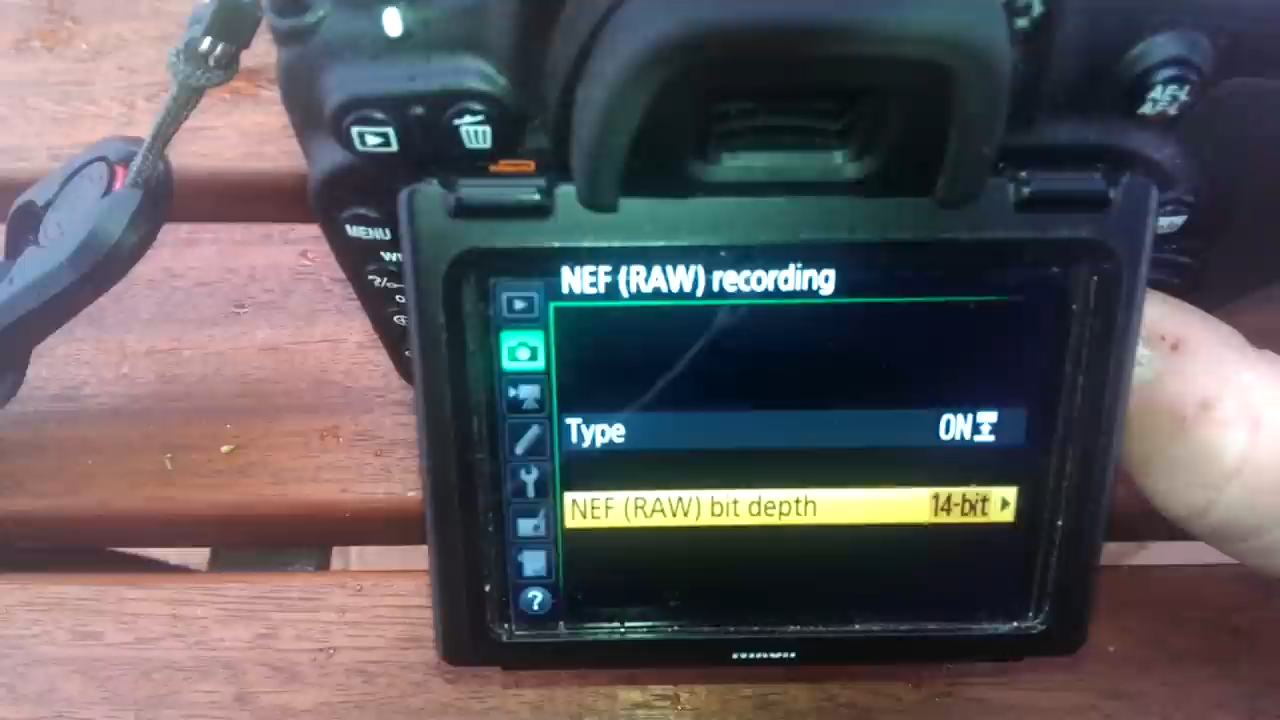 AE-L
AF-L
MENU
NEF (RAW) recording
Type ON
NEF (RAW) bit depth 14-bit
?